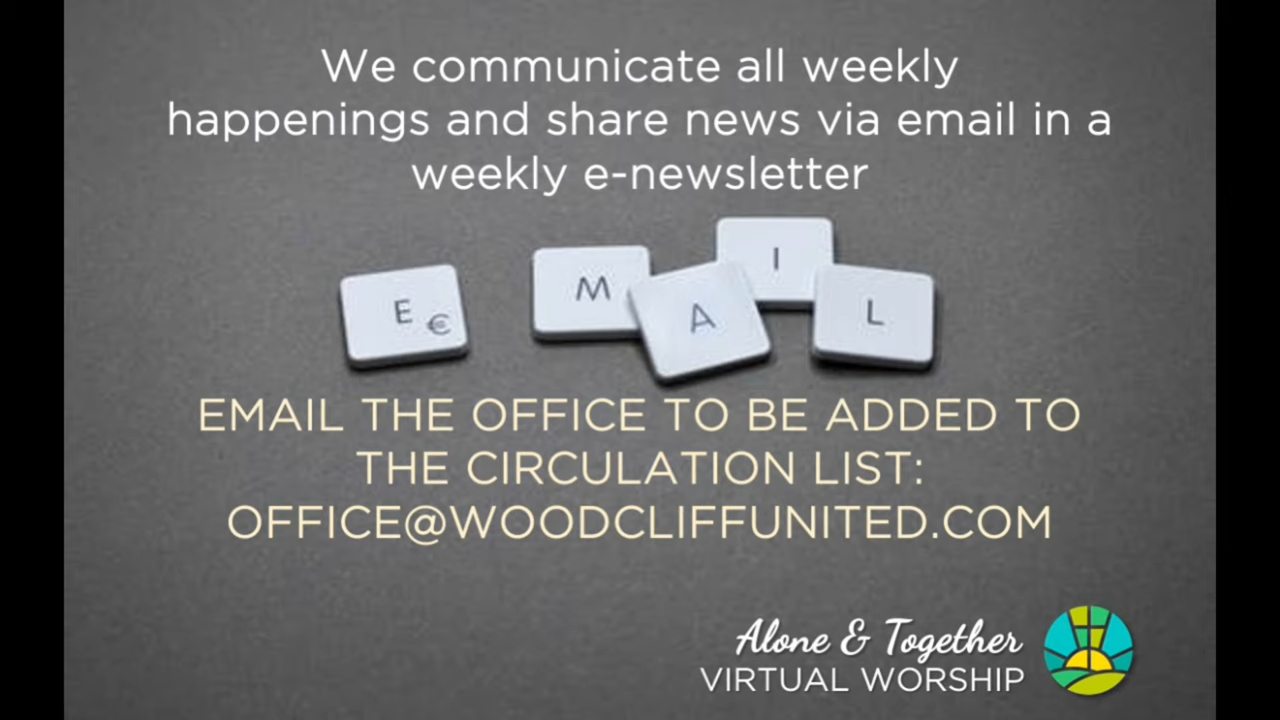 We communicate all weekly
happenings and share news via email in a
weekly e-newsletter
E € M A I L
EMAIL THE OFFICE TO BE ADDED TO
THE CIRCULATION LIST:
OFFICE@WOODCLIFFUNITED.COM
Alone & Together
VIRTUAL WORSHIP